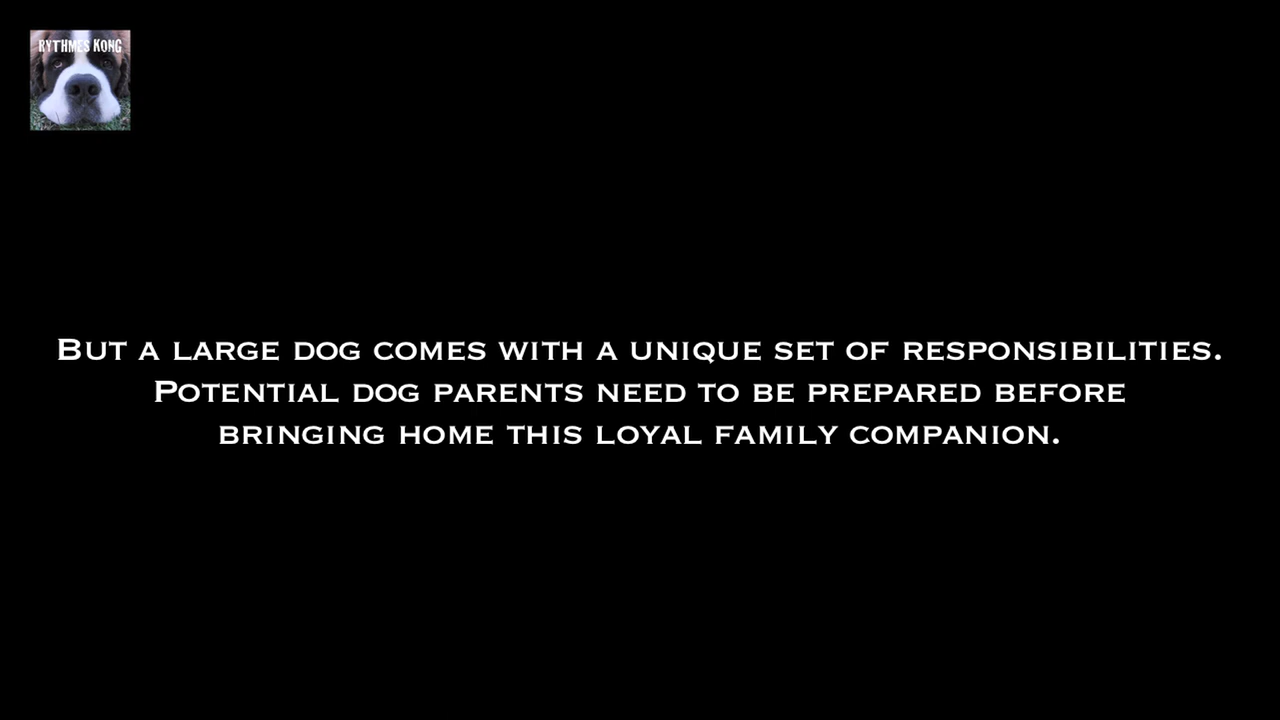 RYTHMES KONG
But a large dog comes with a unique set of responsibilities.
Potential dog parents need to be prepared before
bringing home this loyal family companion.